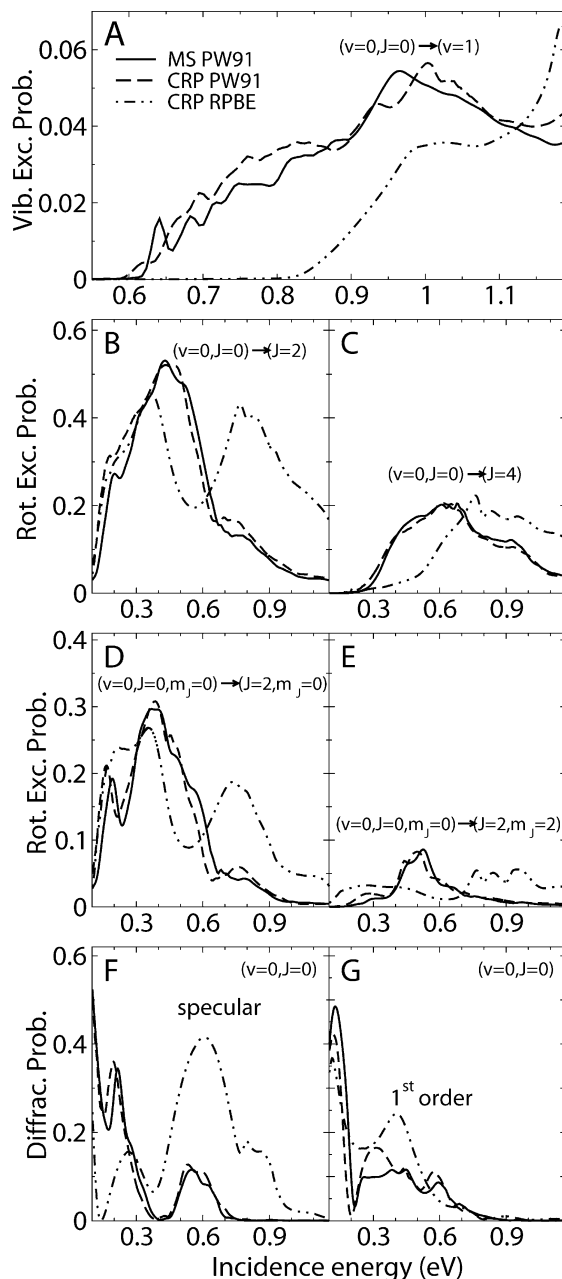 A
MS PW91
CRP PW91
CRP RPBE
(v=0,J=0)→(v=1)
Vib. Exc. Prob.
0.06
0.04
0.02
0
0.6 0.7 0.8 0.9 1 1.1
B
(v=0,J=0)→(J=2)
C
(v=0,J=0)→(J=4)
Rot. Exc. Prob.
0.6
0.4
0.2
0
0.3 0.6 0.9 0.3 0.6 0.9
D
(v=0,J=0,mJ=0)→(J=2,mJ=0)
E
(v=0,J=0,mJ=0)→(J=2,mJ=2)
Rot. Exc. Prob.
0.4
0.3
0.2
0.1
0
0.3 0.6 0.9 0.3 0.6 0.9
F
(v=0,J=0)
specular
G
(v=0,J=0)
1st order
Diffrac. Prob.
0.6
0.4
0.2
0
0 0.3 0.6 0.9 0.3 0.6 0.9
Incidence energy (eV)